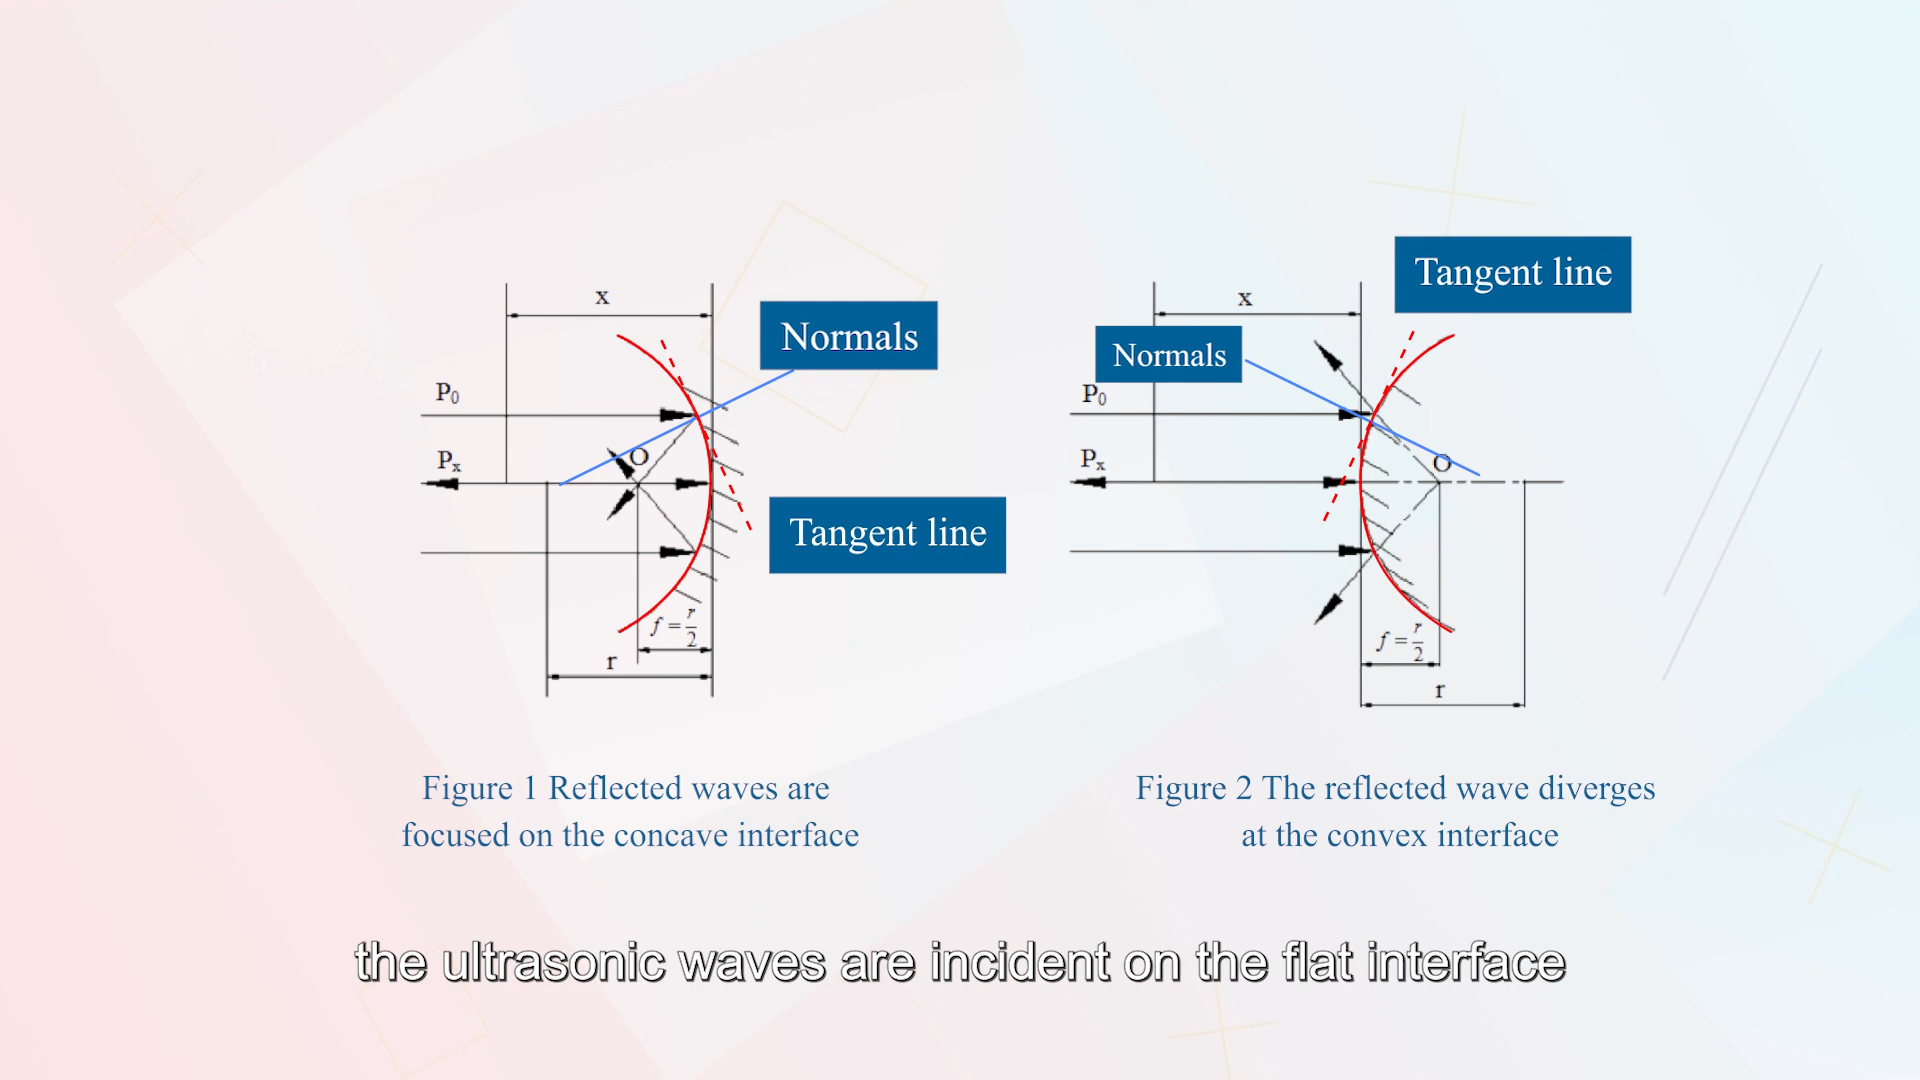 x
Normals
P₀
Pₓ
O
Tangent line
f = r/2
r
Tangent line
x
Normals
P₀
Pₓ
O
f = r/2
r
Figure 1 Reflected waves are
focused on the concave interface
Figure 2 The reflected wave diverges
at the convex interface
the ultrasonic waves are incident on the flat interface